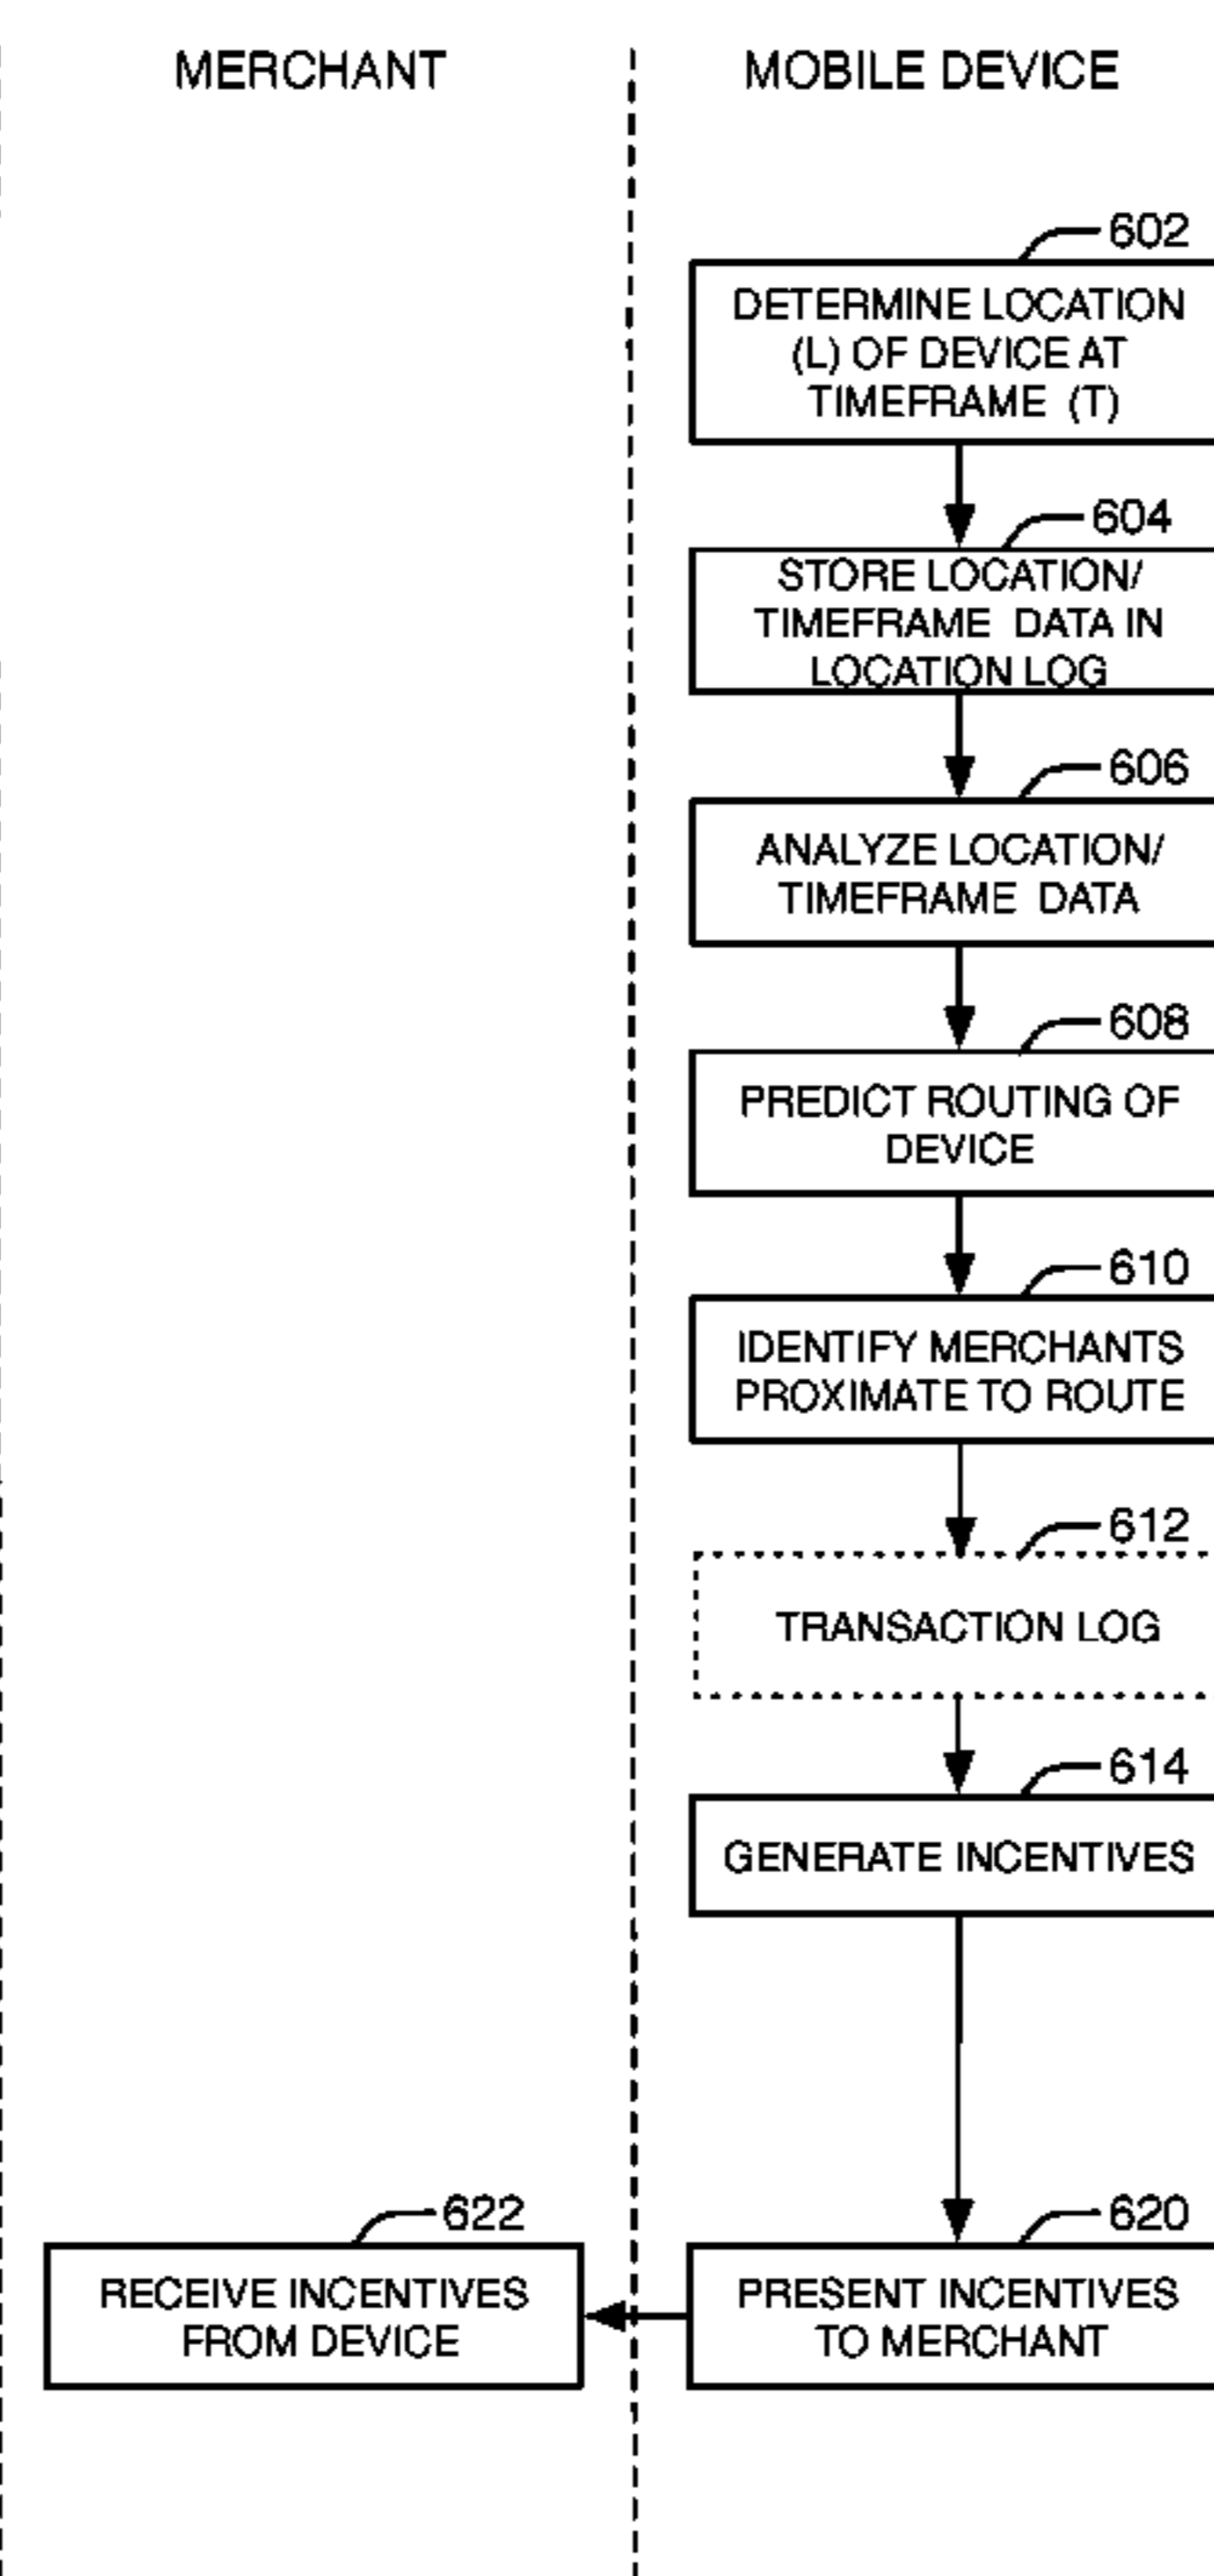 MERCHANT
MOBILE DEVICE
602
DETERMINE LOCATION
(L) OF DEVICE AT
TIMEFRAME (T)
604
STORE LOCATION/
TIMEFRAME DATA IN
LOCATION LOG
606
ANALYZE LOCATION/
TIMEFRAME DATA
608
PREDICT ROUTING OF
DEVICE
610
IDENTIFY MERCHANTS
PROXIMATE TO ROUTE
612
TRANSACTION LOG
614
GENERATE INCENTIVES
620
PRESENT INCENTIVES
TO MERCHANT
622
RECEIVE INCENTIVES
FROM DEVICE